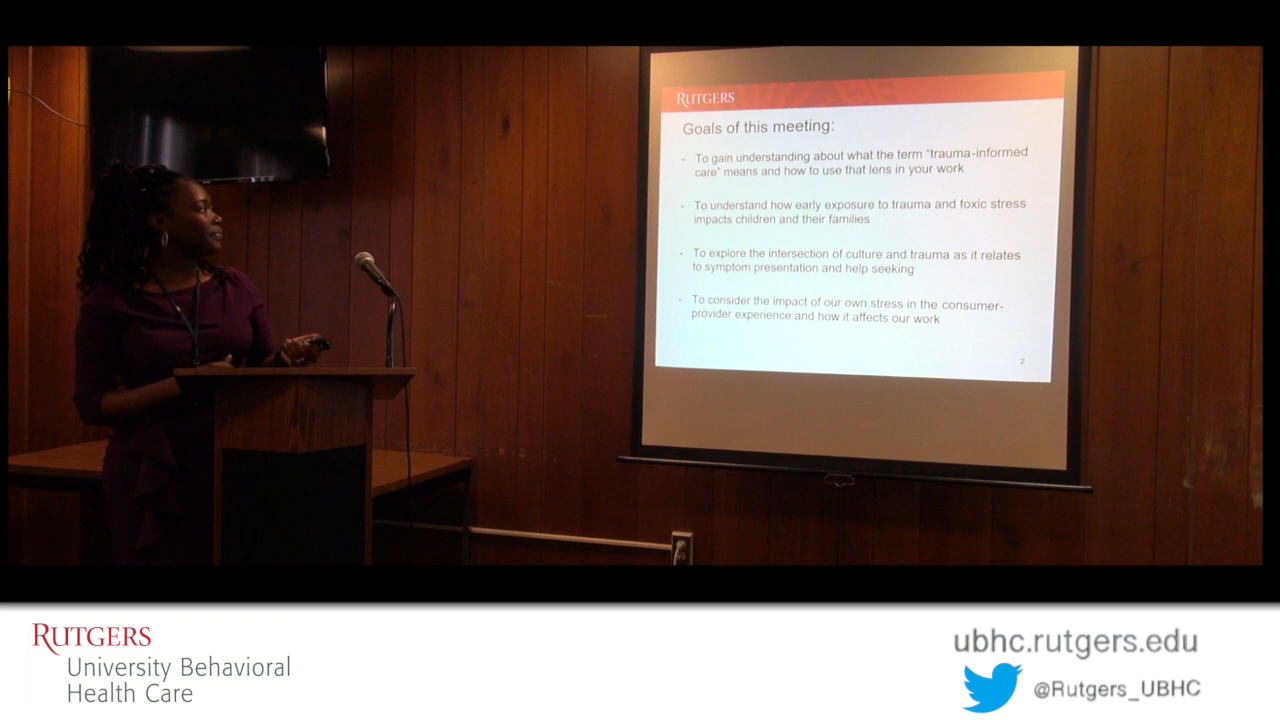 RUTGERS
Goals of this meeting:
- To gain understanding about what the term "trauma-informed
care" means and how to use that lens in your work
- To understand how early exposure to trauma and toxic stress
impacts children and their families
- To explore the intersection of culture and trauma as it relates
to symptom presentation and help seeking
- To consider the impact of our own stress in the consumer-
provider experience and how it affects our work
2
RUTGERS
University Behavioral
Health Care
ubhc.rutgers.edu
@Rutgers_UBHC